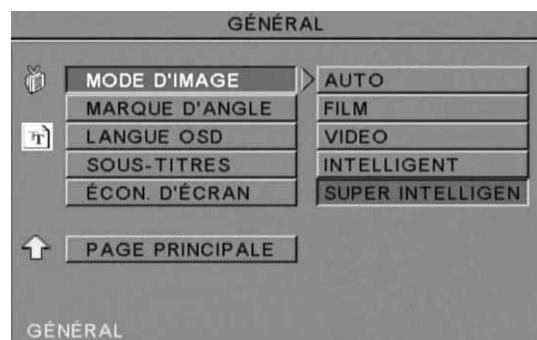 GÉNÉRAL
MODE D'IMAGE
AUTO
MARQUE D'ANGLE
FILM
LANGUE OSD
VIDEO
SOUS-TITRES
INTELLIGENT
ÉCON. D'ÉCRAN
SUPER INTELLIGEN
PAGE PRINCIPALE
GÉNÉRAL